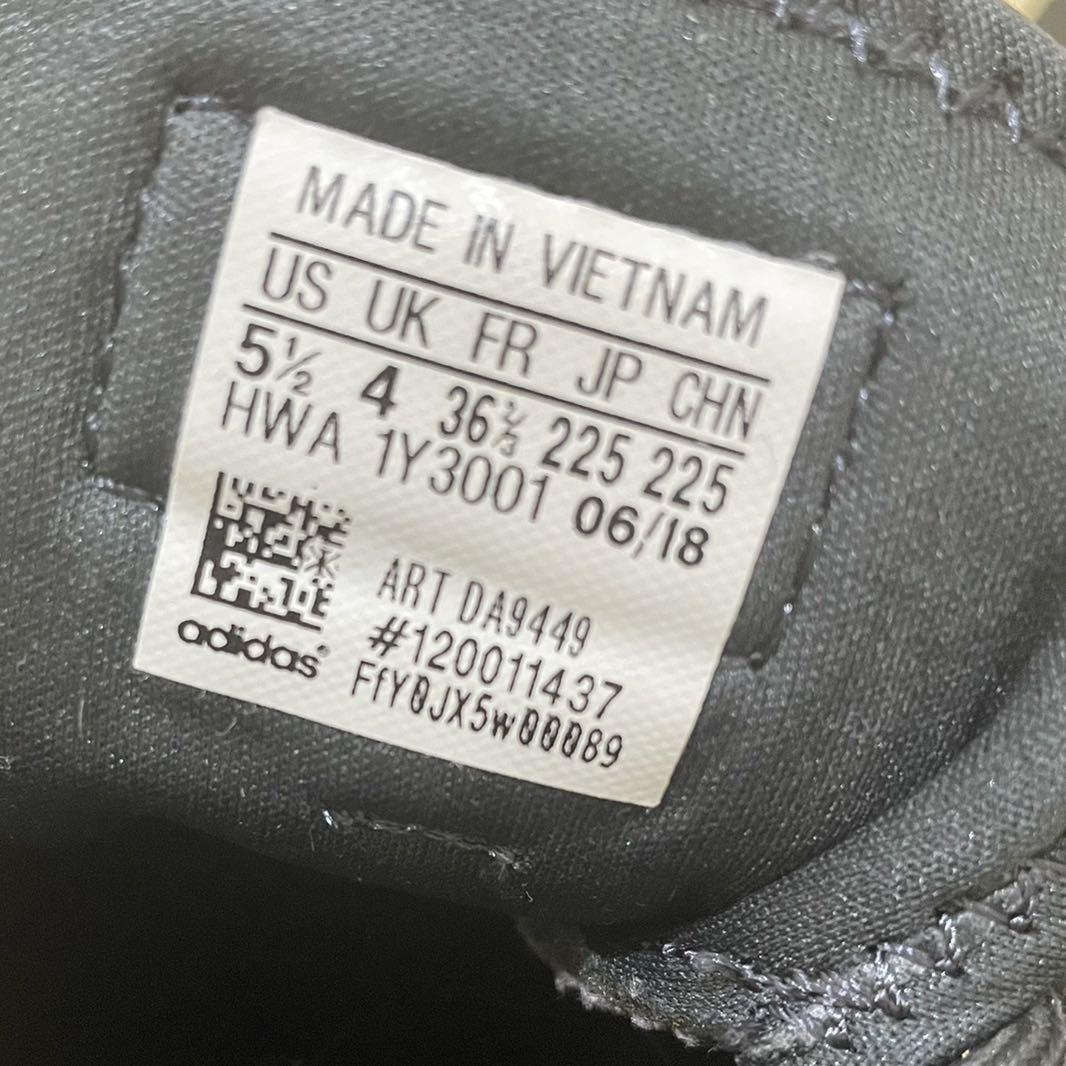 MADE IN VIETNAM
US UK FR JP CHN
5½ 4 36⅔ 225 225
HWA 1Y3001 06/18
ART DA9449
#120011437
FfY0JX5w00089
adidas